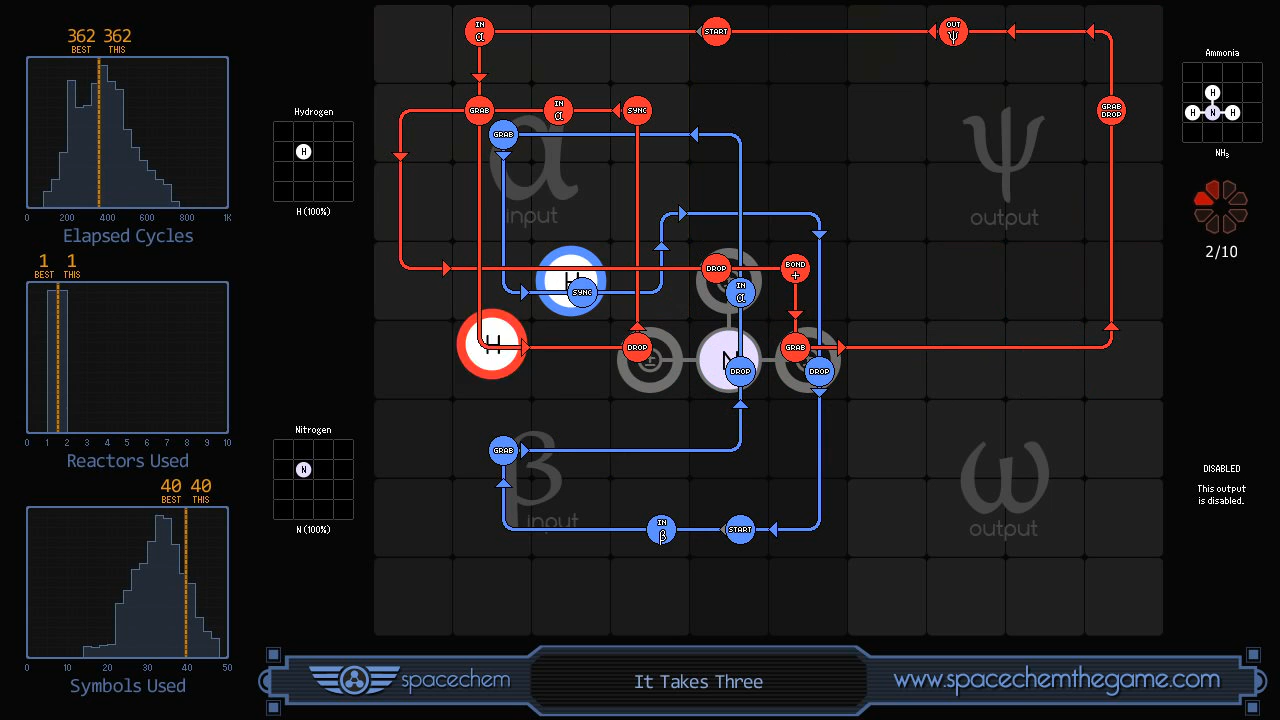 362 362
BEST THIS
0 200 400 600 800 1K
Elapsed Cycles
1 1
BEST THIS
0 1 2 3 4 5 6 7 8 9 10
Reactors Used
40 40
BEST THIS
0 10 20 30 40 50
Symbols Used
Hydrogen
H
H (100%)
Nitrogen
N
N (100%)
IN α
START
OUT Ψ
GRAB
IN α
SYNC
GRAB DROP
GRAB
α
input
Ψ
output
H
SYNC
DROP
IN α
BOND +
H
DROP
N
DROP
GRAB
DROP
GRAB
β
input
IN β
START
ω
output
Ammonia
H
H N H
NH₃
2/10
DISABLED
This output
is disabled.
spacechem
It Takes Three
www.spacechemthegame.com